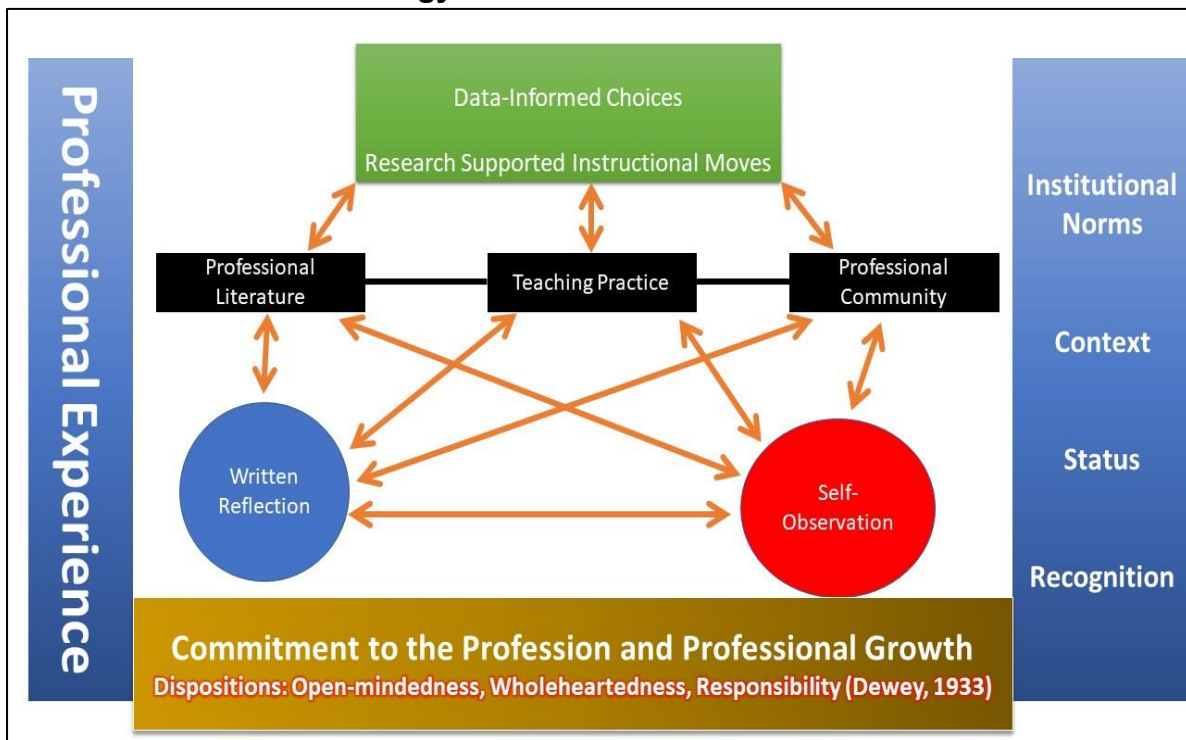 gy
Professional Experience
Data-Informed Choices
Research Supported Instructional Moves
Professional
Literature
Teaching Practice
Professional
Community
Written
Reflection
Self-
Observation
Institutional
Norms
Context
Status
Recognition
Commitment to the Profession and Professional Growth
Dispositions: Open-mindedness, Wholeheartedness, Responsibility (Dewey, 1933)